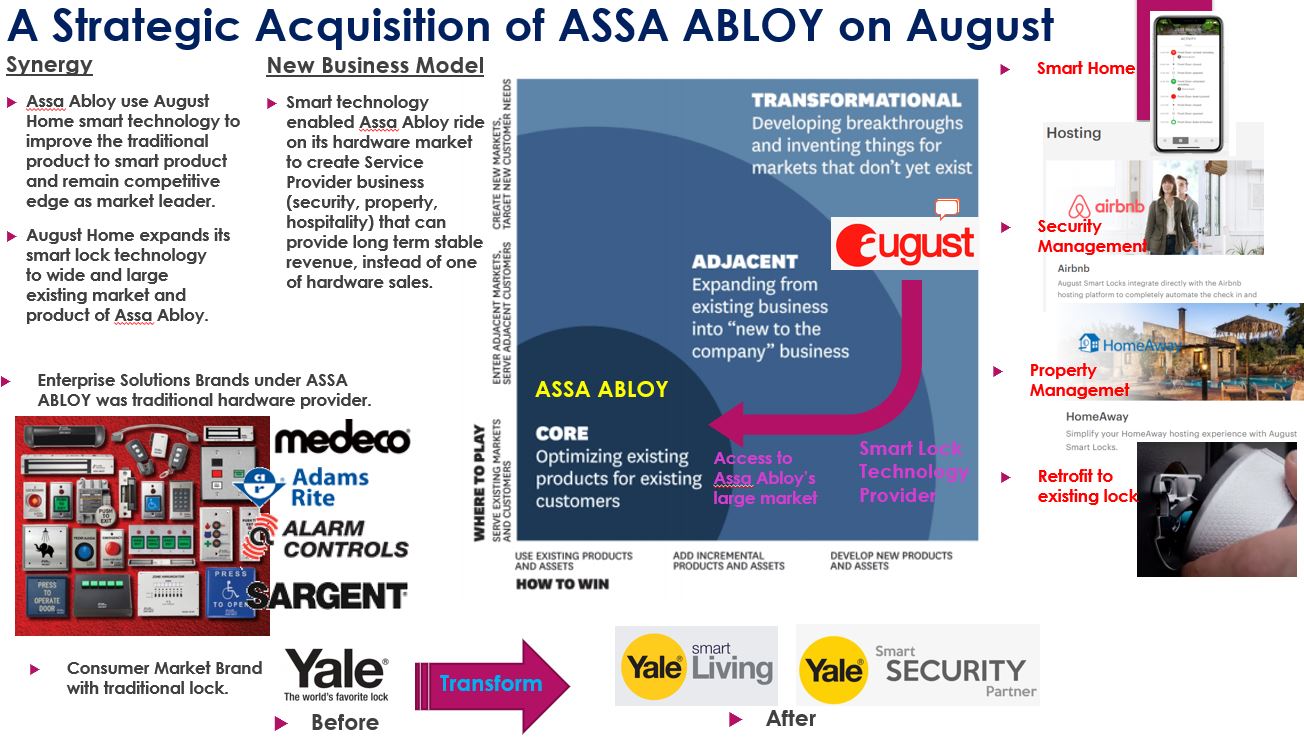 A Strategic Acquisition of ASSA ABLOY on August
Synergy
Assa Abloy use August
Home smart technology to
improve the traditional
product to smart product
and remain competitive
edge as market leader.
August Home expands its
smart lock technology
to wide and large
existing market and
product of Assa Abloy.
New Business Model
Smart technology
enabled Assa Abloy ride
on its hardware market
to create Service
Provider business
(security, property,
hospitality) that can
provide long term stable
revenue, instead of one
of hardware sales.
Enterprise Solutions Brands under ASSA
ABLOY was traditional hardware provider.
PUSH
TO
EXIT
PRESS
TO
OPERATE
DOOR
PRESS
TO OPEN
medeco
Adams
Rite
ALARM
CONTROLS
SARGENT
WHERE TO PLAY
CREATE NEW MARKETS,
TARGET NEW CUSTOMER NEEDS
ENTER ADJACENT MARKETS,
SERVE ADJACENT CUSTOMERS
SERVE EXISTING MARKETS
AND CUSTOMERS
TRANSFORMATIONAL
Developing breakthroughs
and inventing things for
markets that don't yet exist
august
ADJACENT
Expanding from
existing business
into “new to the
company” business
ASSA ABLOY
CORE
Optimizing existing
products for existing
customers
Access to
Assa Abloy's
large market
Smart Lock
Technology
Provider
USE EXISTING PRODUCTS
AND ASSETS
ADD INCREMENTAL
PRODUCTS AND ASSETS
DEVELOP NEW PRODUCTS
AND ASSETS
HOW TO WIN
Smart Home
ACTIVITY
Hosting
airbnb
Security
Management
Airbnb
August Smart Locks integrate directly with the Airbnb
hosting platform to completely automate the check in and
HomeAway
Property
Managemet
HomeAway
Simplify your HomeAway hosting experience with August
Smart Locks.
Retrofit to
existing lock
Consumer Market Brand
with traditional lock.
Yale®
The world's favorite lock
Before
Transform
Yale®
smart
Living
Yale®
Smart
SECURITY
Partner
After